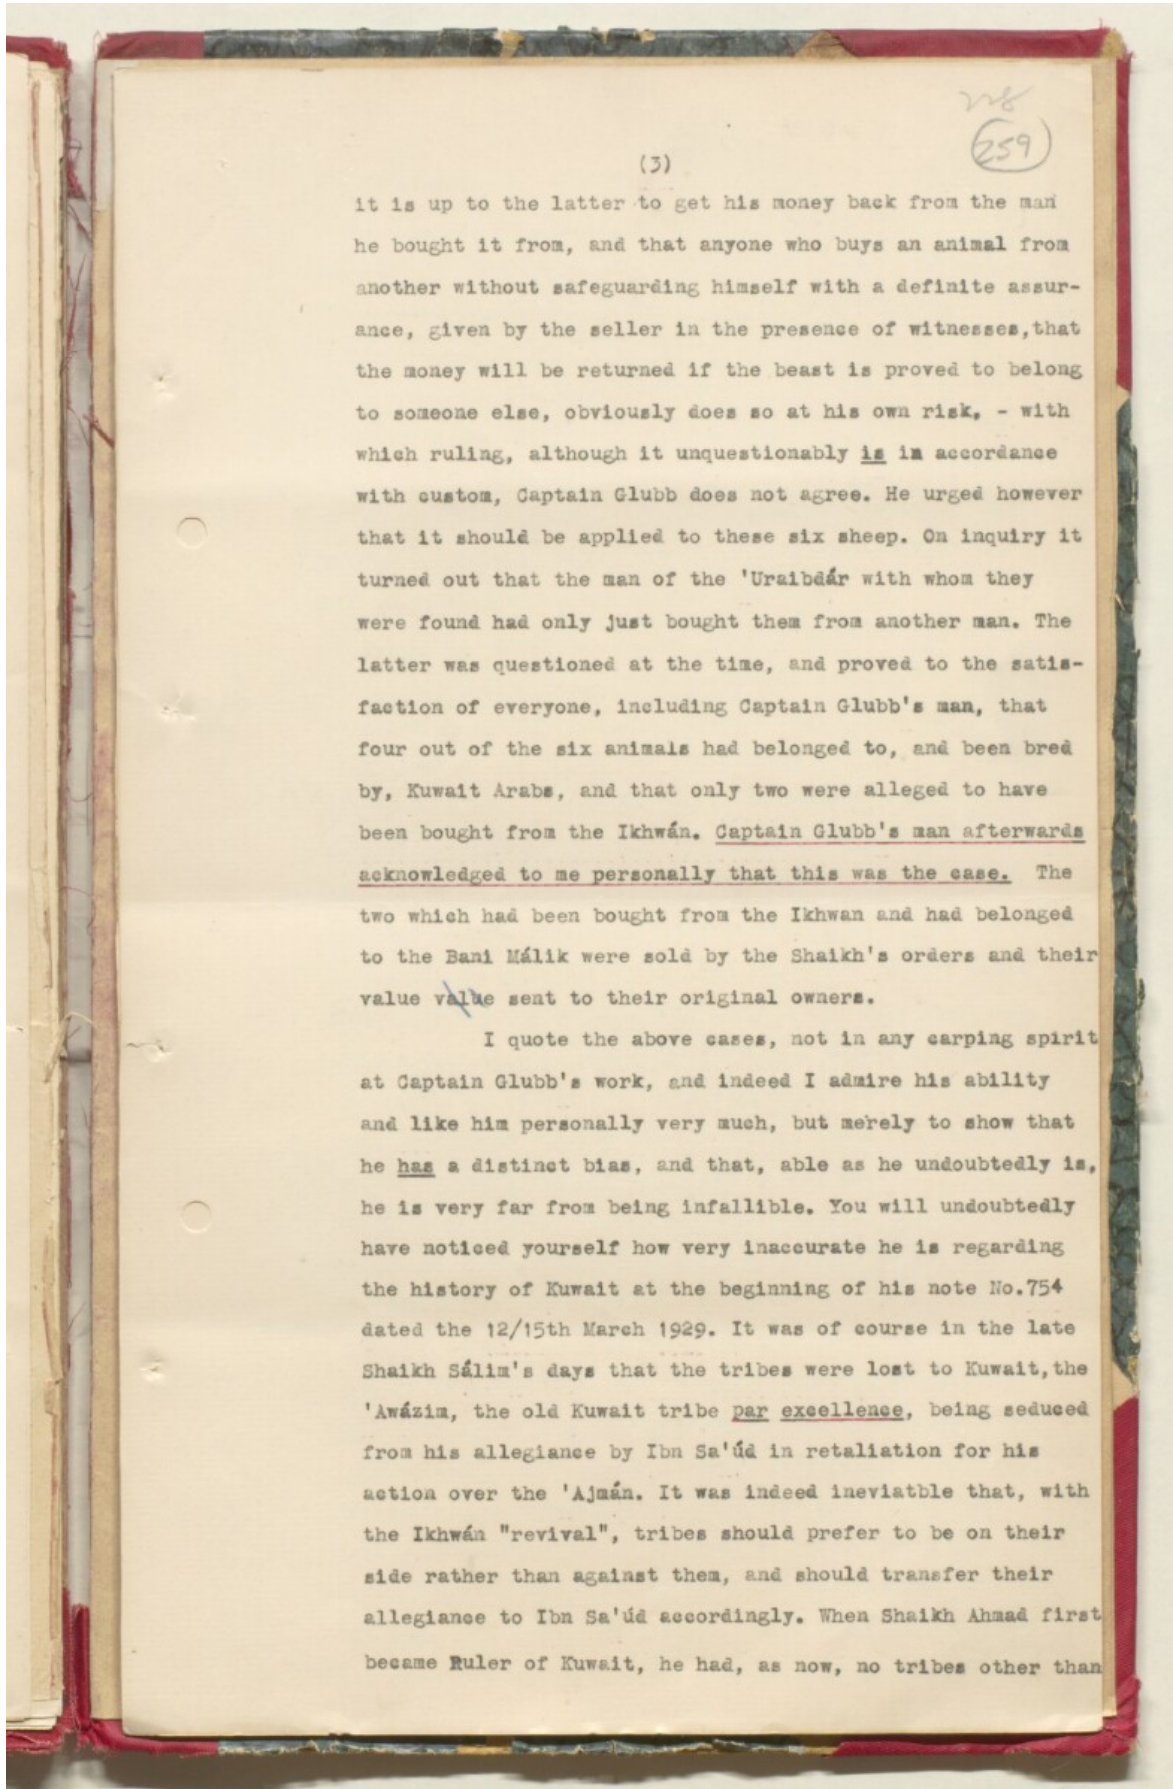 228
259
(3)
it is up to the latter to get his money back from the man
he bought it from, and that anyone who buys an animal from
another without safeguarding himself with a definite assur-
ance, given by the seller in the presence of witnesses,that
the money will be returned if the beast is proved to belong
to someone else, obviously does so at his own risk, - with
which ruling, although it unquestionably is in accordance
with custom, Captain Glubb does not agree. He urged however
that it should be applied to these six sheep. On inquiry it
turned out that the man of the 'Uraibdár with whom they
were found had only just bought them from another man. The
latter was questioned at the time, and proved to the satis-
faction of everyone, including Captain Glubb's man, that
four out of the six animals had belonged to, and been bred
by, Kuwait Arabs, and that only two were alleged to have
been bought from the Ikhwán. Captain Glubb's man afterwards
acknowledged to me personally that this was the case. The
two which had been bought from the Ikhwan and had belonged
to the Bani Málik were sold by the Shaikh's orders and their
value value sent to their original owners.
I quote the above cases, not in any carping spirit
at Captain Glubb's work, and indeed I admire his ability
and like him personally very much, but merely to show that
he has a distinct bias, and that, able as he undoubtedly is,
he is very far from being infallible. You will undoubtedly
have noticed yourself how very inaccurate he is regarding
the history of Kuwait at the beginning of his note No.754
dated the 12/15th March 1929. It was of course in the late
Shaikh Sálim's days that the tribes were lost to Kuwait,the
'Awázim, the old Kuwait tribe par excellence, being seduced
from his allegiance by Ibn Sa'úd in retaliation for his
action over the 'Ajmán. It was indeed ineviatble that, with
the Ikhwán "revival", tribes should prefer to be on their
side rather than against them, and should transfer their
allegiance to Ibn Sa'úd accordingly. When Shaikh Ahmad first
became Ruler of Kuwait, he had, as now, no tribes other than